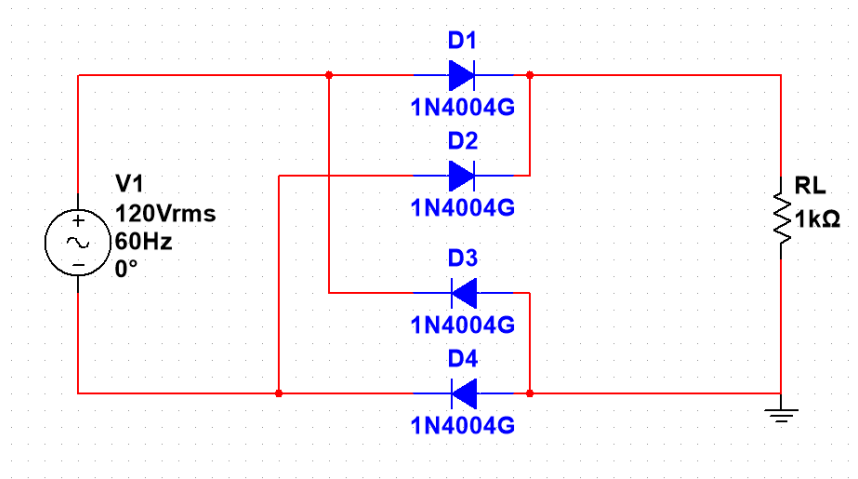 D1
1N4004G
D2
1N4004G
V1
120Vrms
60Hz
0°
RL
1kΩ
D3
1N4004G
D4
1N4004G